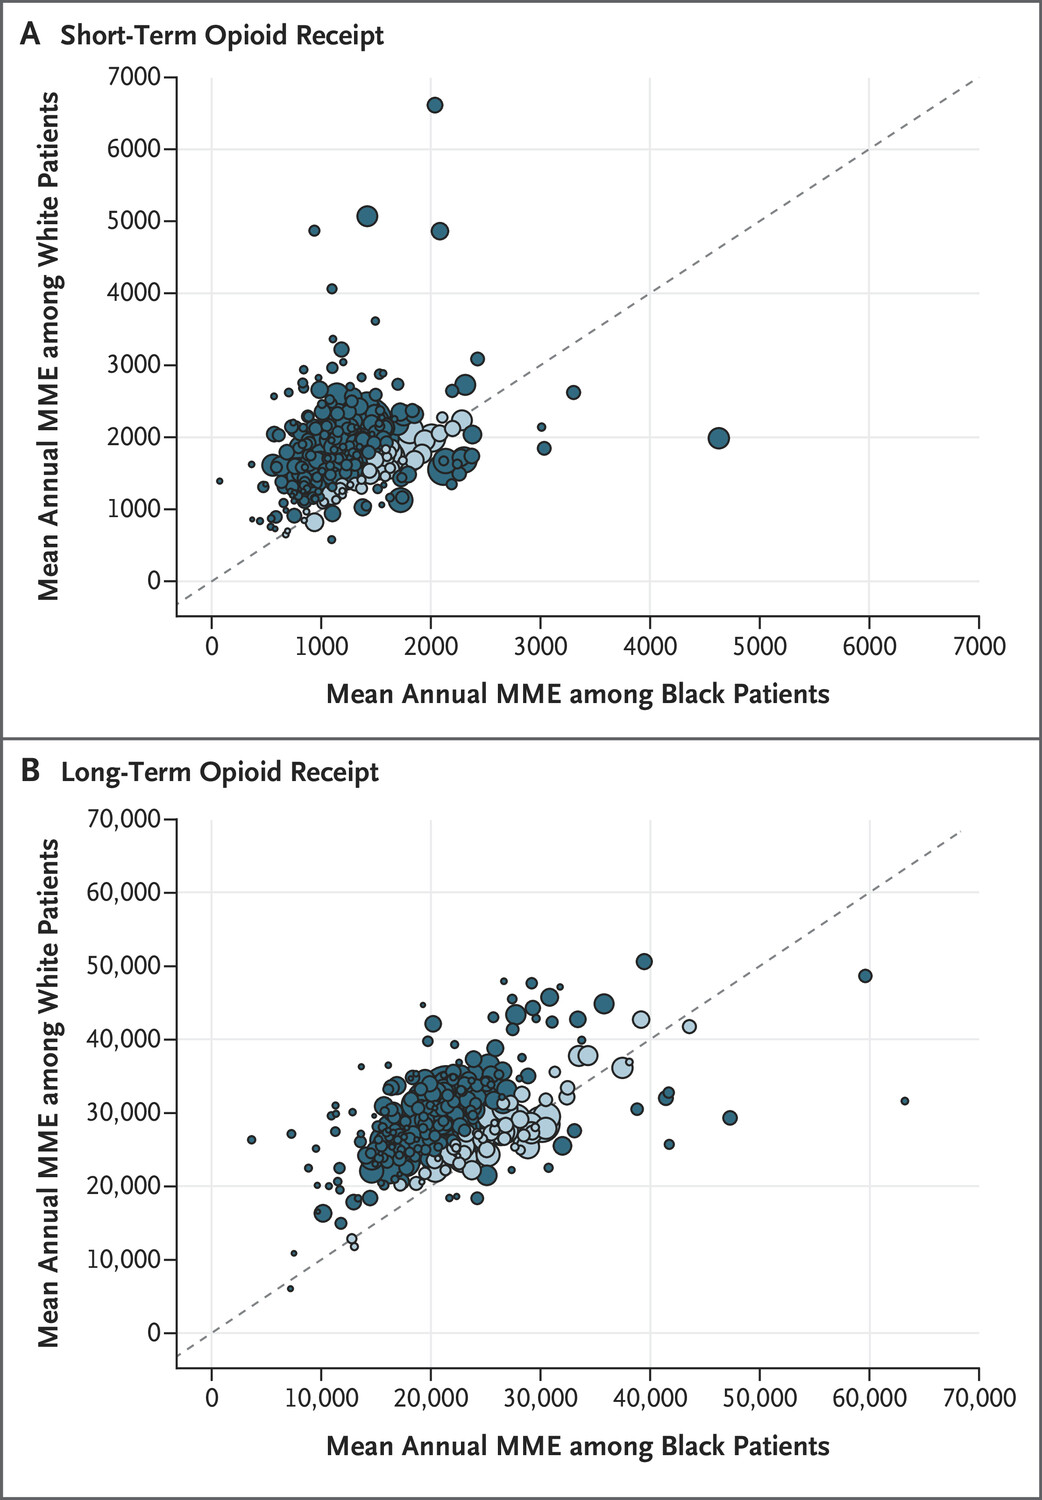 A Short-Term Opioid Receipt
Mean Annual MME among White Patients
7000
6000
5000
4000
3000
2000
1000
0
0 1000 2000 3000 4000 5000 6000 7000
Mean Annual MME among Black Patients
B Long-Term Opioid Receipt
Mean Annual MME among White Patients
70,000
60,000
50,000
40,000
30,000
20,000
10,000
0
0 10,000 20,000 30,000 40,000 50,000 60,000 70,000
Mean Annual MME among Black Patients